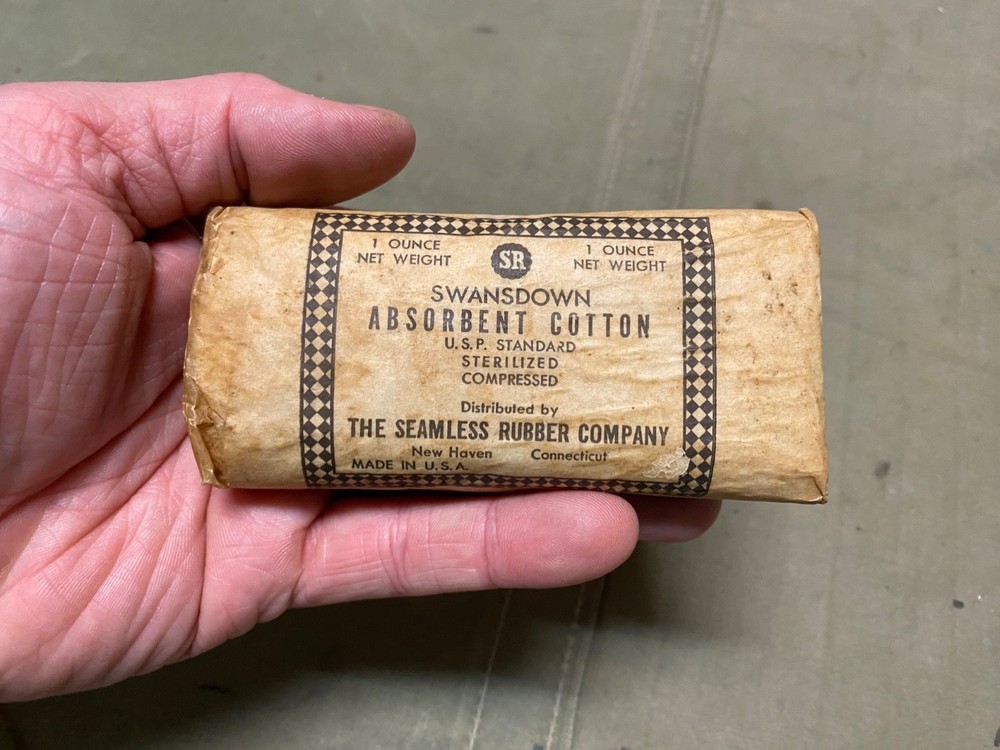 1 OUNCE
NET WEIGHT
SR
1 OUNCE
NET WEIGHT
SWANSDOWN
ABSORBENT COTTON
U.S.P. STANDARD
STERILIZED
COMPRESSED
Distributed by
THE SEAMLESS RUBBER COMPANY
New Haven Connecticut
MADE IN U.S.A.